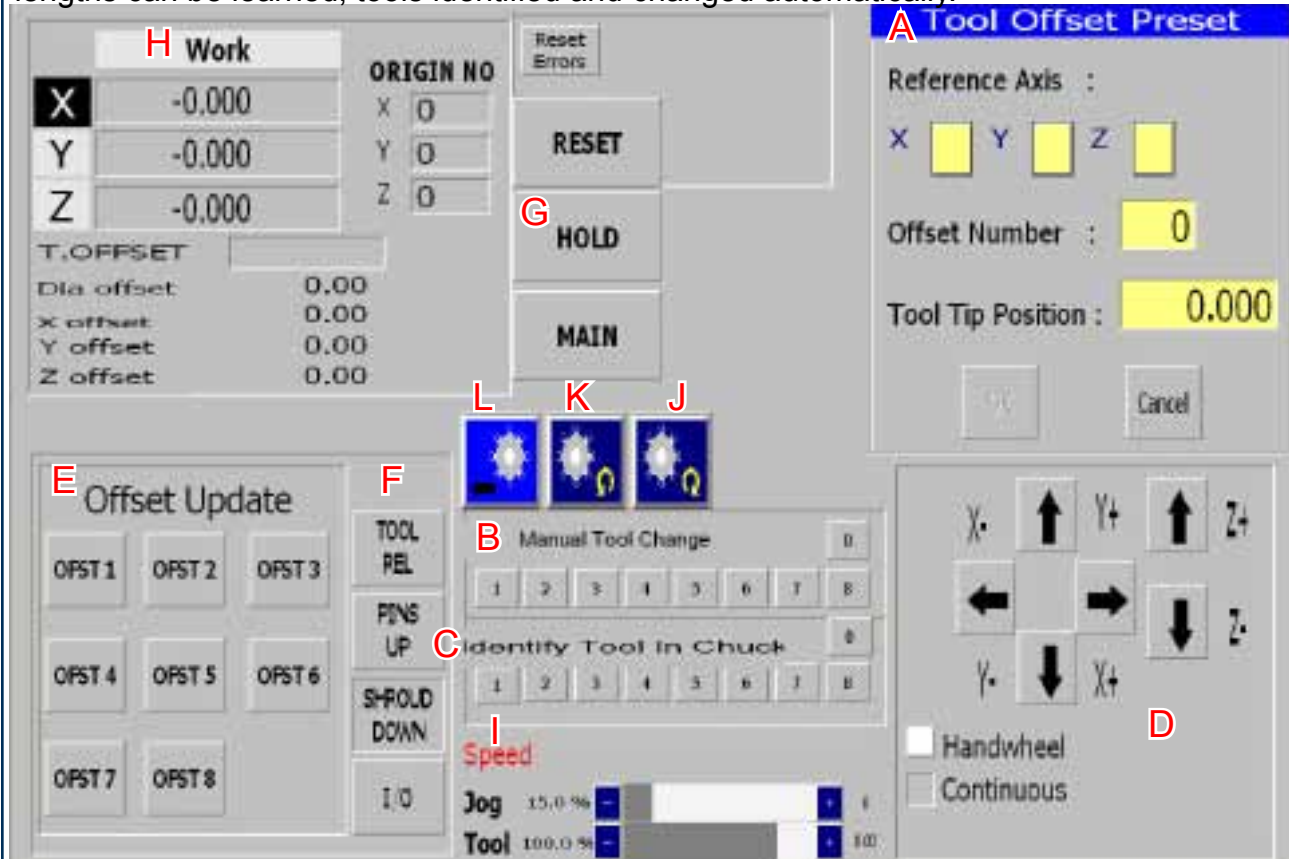 lengths can be learned, tools identified and changed automatically.
H Work
ORIGIN NO
X -0.000 X 0
Y -0.000 Y 0
Z -0.000 Z 0
T.OFFSET
Dia offset 0.00
X offset 0.00
Y offset 0.00
Z offset 0.00
Reset
Errors
RESET
G
HOLD
MAIN
A Tool Offset Preset
Reference Axis :
X Y Z
Offset Number : 0
Tool Tip Position : 0.000
Cancel
L K J
E
Offset Update
OFST 1 OFST 2 OFST 3
OFST 4 OFST 5 OFST 6
OFST 7 OFST 8
F
TOOL
REL
PINS
UP
SHROUD
DOWN
I/O
B Manual Tool Change 0
1 2 3 4 5 6 7 8
C Identify Tool in Chuck 0
1 2 3 4 5 6 7 8
I
Speed
Jog 15.0 % - +
Tool 100.0 % - +
X- Y+ Z+
Z-
Y- X+
D
Handwheel
Continuous